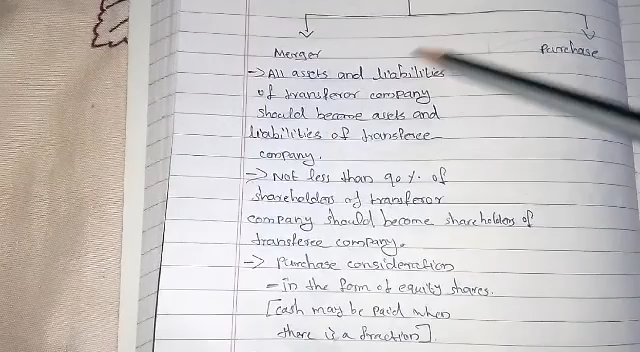 Merger
Purchase
→ All assets and liabilities
of transferor company
should become assets and
liabilities of transferee
company.
→ Not less than 90% of
shareholders of transferor
company should become shareholders of
transferee company.
→ Purchase consideration
- in the form of equity shares.
[cash may be paid when
there is a fraction].